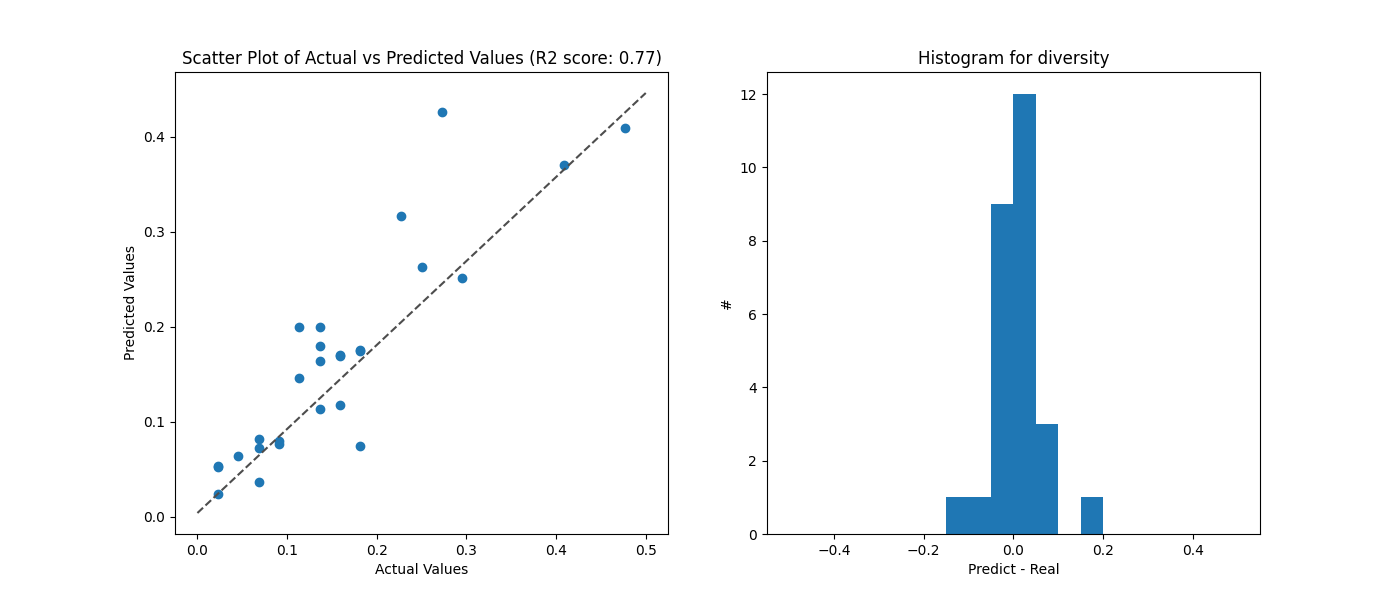 Scatter Plot of Actual vs Predicted Values (R2 score: 0.77)
Predicted Values
0.4
0.3
0.2
0.1
0.0
0.0 0.1 0.2 0.3 0.4 0.5
Actual Values
Histogram for diversity
#
12
10
8
6
4
2
0
−0.4 −0.2 0.0 0.2 0.4
Predict - Real